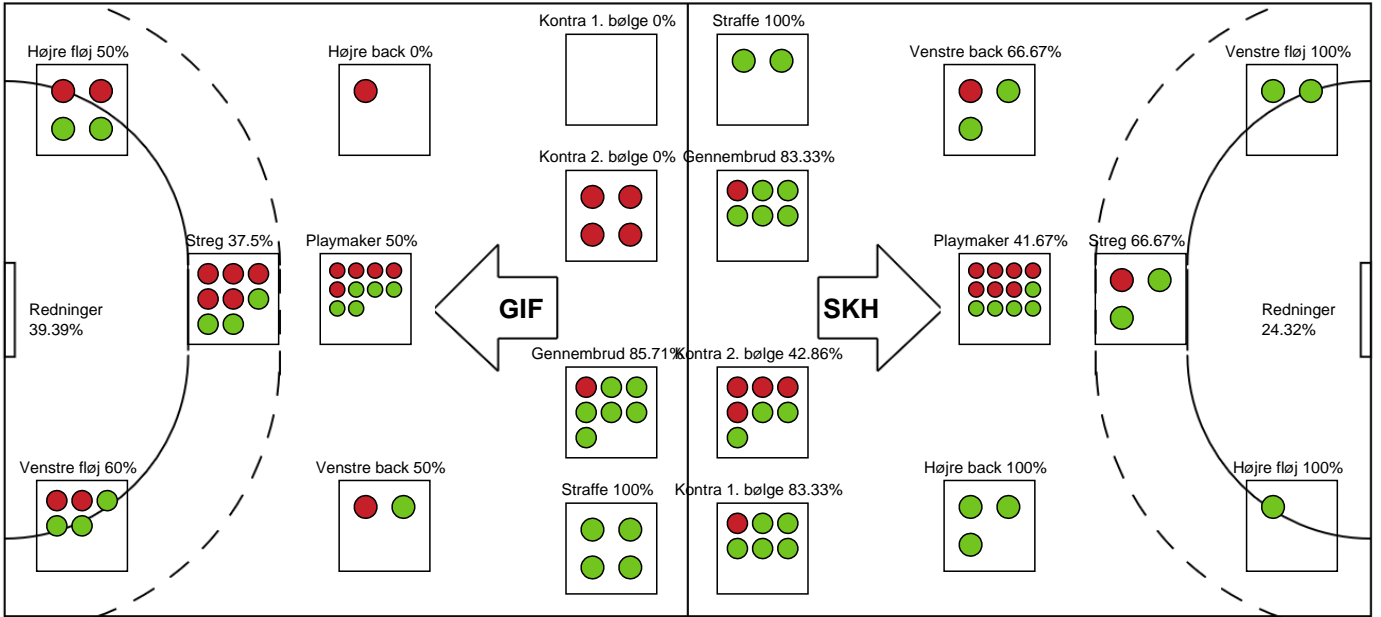 Kontra 1. bølge 0%
Straffe 100%
Højre fløj 50%
Højre back 0%
Venstre back 66.67%
Venstre fløj 100%
Kontra 2. bølge 0%
Gennembrud 83.33%
Streg 37.5%
Playmaker 50%
Playmaker 41.67%
Streg 66.67%
Redninger
39.39%
GIF
SKH
Redninger
24.32%
Gennembrud 85.71%
Kontra 2. bølge 42.86%
Venstre fløj 60%
Venstre back 50%
Højre back 100%
Højre fløj 100%
Straffe 100%
Kontra 1. bølge 83.33%